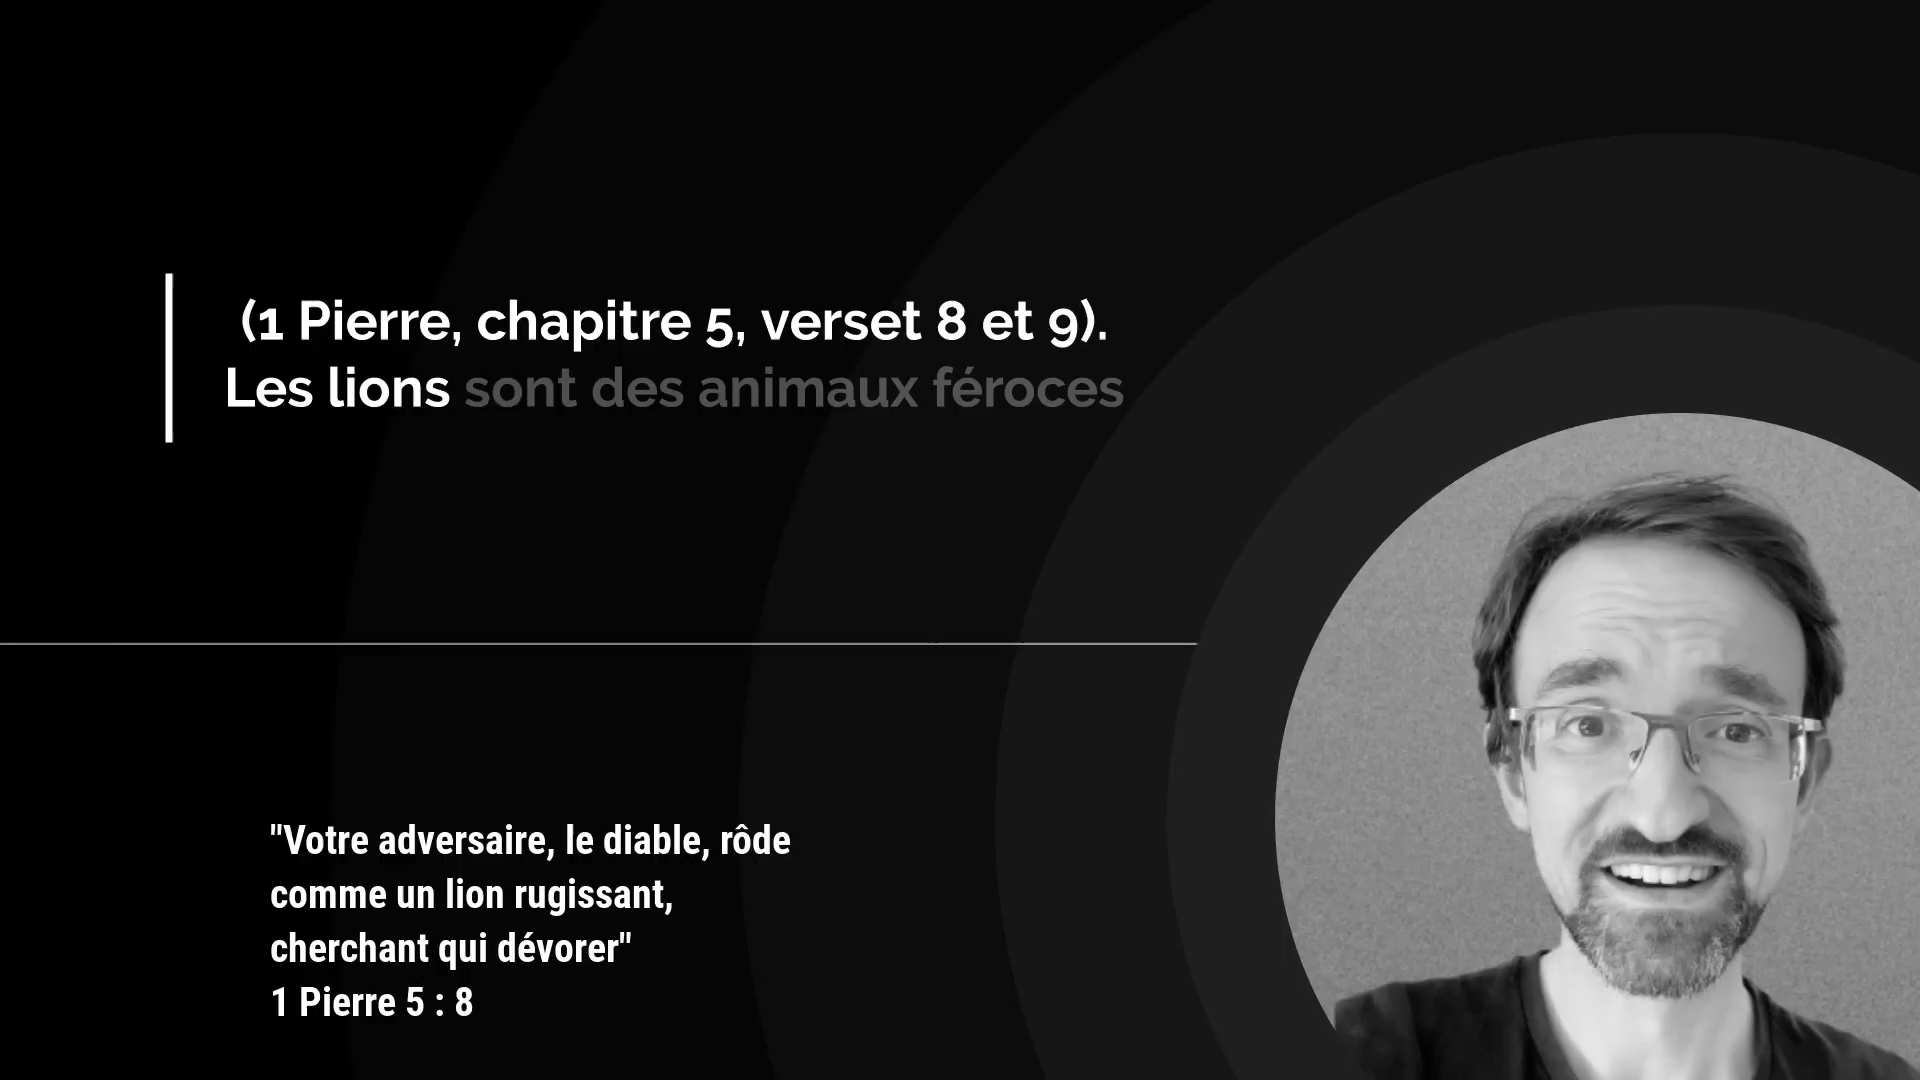 (1 Pierre, chapitre 5, verset 8 et 9).
Les lions sont des animaux féroces
"Votre adversaire, le diable, rôde
comme un lion rugissant,
cherchant qui dévorer"
1 Pierre 5 : 8